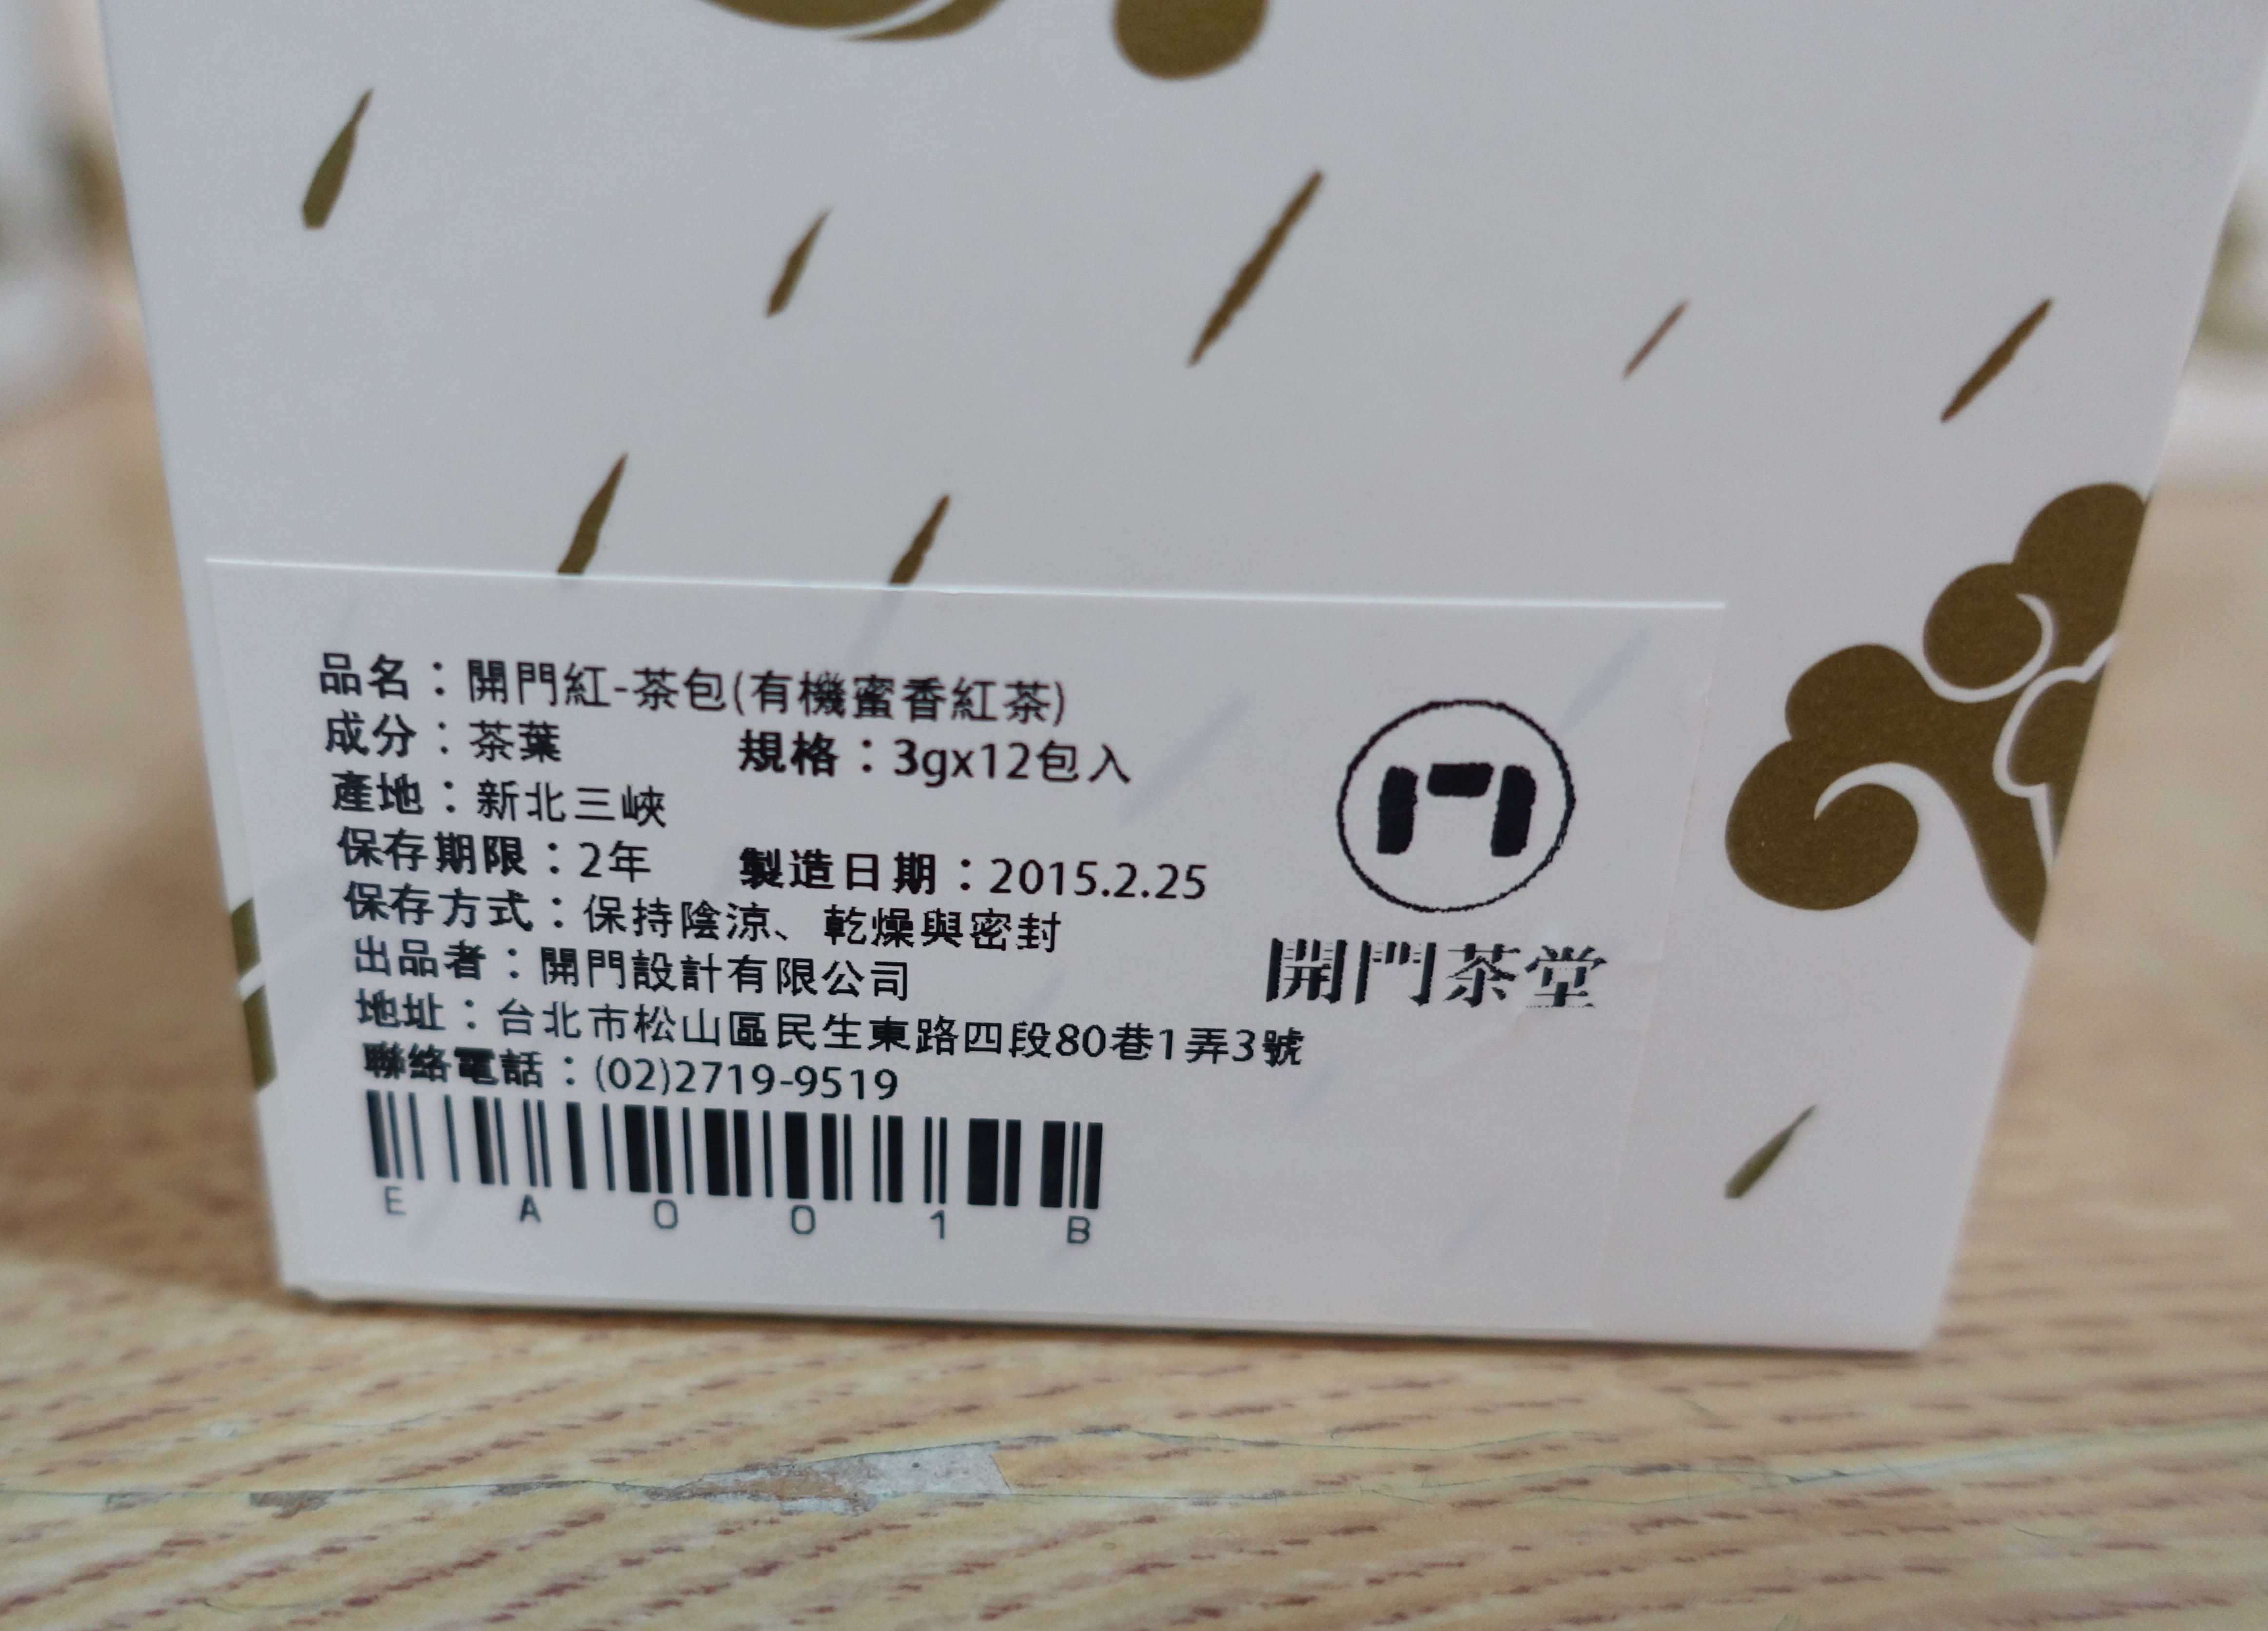 品名：開門紅-茶包(有機蜜香紅茶)
成分：茶葉 規格：3gx12包入
產地：新北三峽
保存期限：2年 製造日期：2015.2.25
保存方式：保持陰涼、乾燥與密封
出品者：開門設計有限公司
地址：台北市松山區民生東路四段80巷1弄3號
聯絡電話：(02)2719-9519
EA001B
開門茶堂